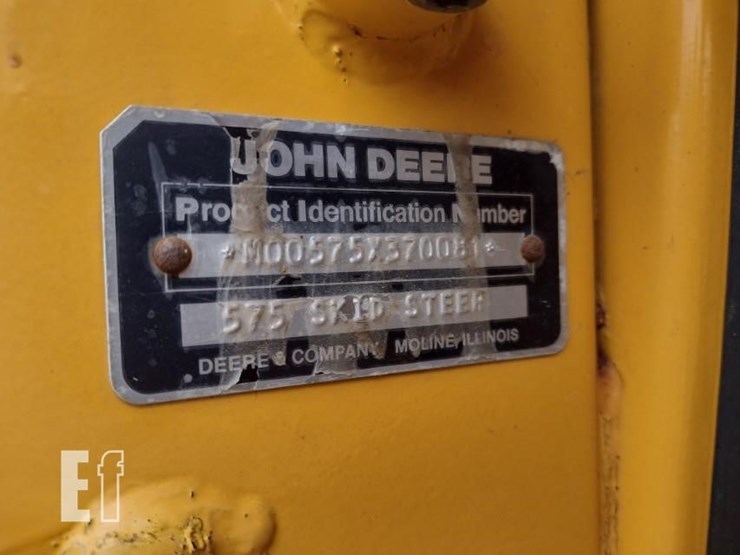 JOHN DEERE
Product Identification Number
*M00575X370081*
575 SKID STEER
DEERE & COMPANY MOLINE, ILLINOIS
Ef